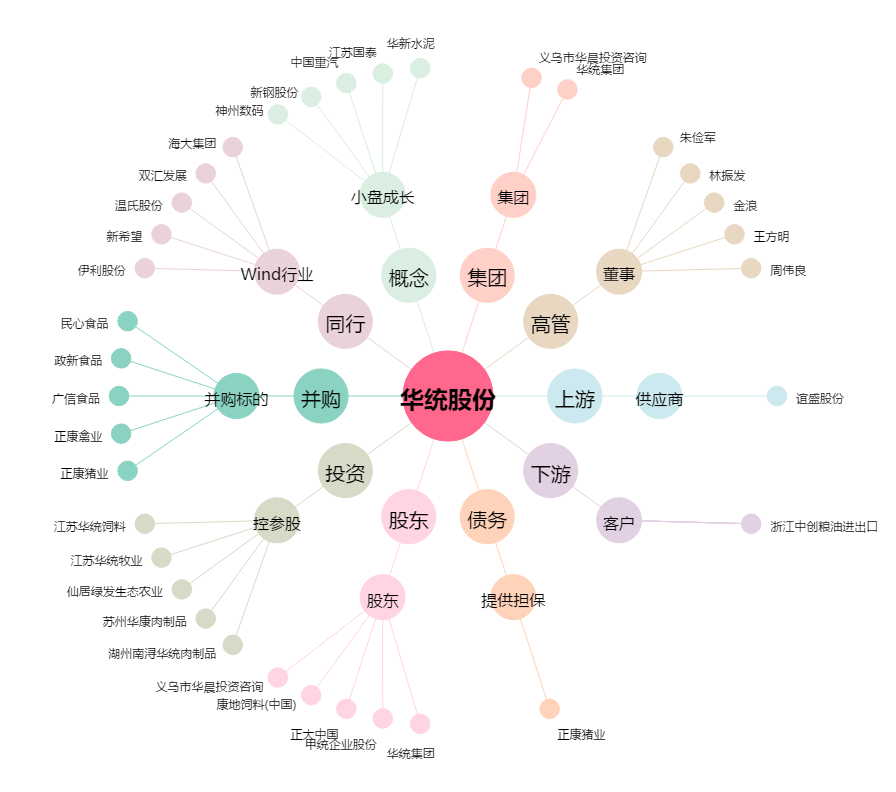 华新水泥
江苏国泰
中国重汽
新钢股份
神州数码
小盘成长
概念
义乌市华晨投资咨询
华统集团
集团
集团
朱俭军
林振发
金浪
王方明
周伟良
董事
高管
海大集团
双汇发展
温氏股份
新希望
伊利股份
Wind行业
同行
民心食品
政新食品
广信食品
正康禽业
正康猪业
并购标的
并购
华统股份
上游
供应商
谊盛股份
下游
客户
浙江中创粮油进出口
投资
控参股
江苏华统饲料
江苏华统牧业
仙居绿发生态农业
苏州华康肉制品
湖州南浔华统肉制品
股东
股东
义乌市华晨投资咨询
康地饲料(中国)
正大中国
申统企业股份
华统集团
债务
提供担保
正康猪业